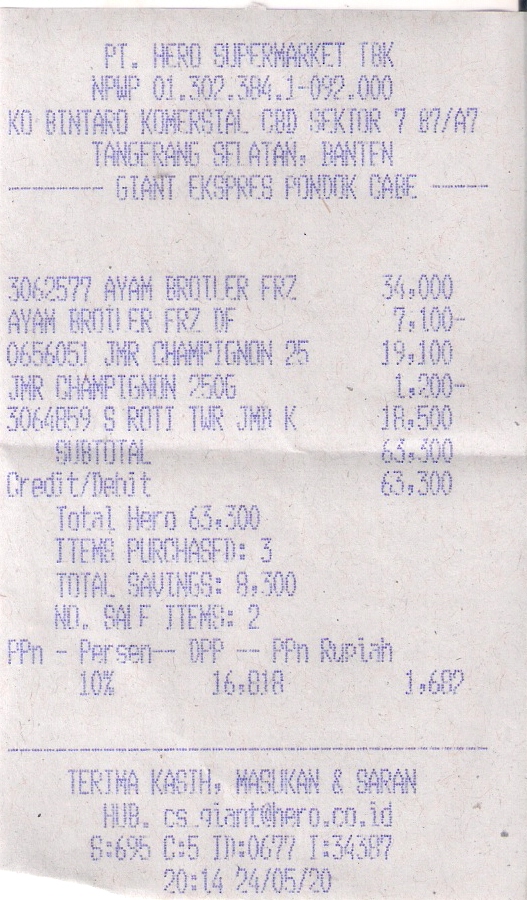 PT. HERO SUPERMARKET TBK
NPWP 01.302.384.1-092.000
KO BINTARO KOMERSIAL CBD SEKTOR 7 B7/A7
TANGERANG SELATAN, BANTEN
---------- GIANT EKSPRES PONDOK CABE ------
3062577 AYAM BROILER FRZ 34,000
AYAM BROILER FRZ DF 7,100-
0656051 JMR CHAMPIGNON 25 19,100
JMR CHAMPIGNON 250G 1,200-
3064859 S ROTI TWR JMB K 18,500
SUBTOTAL 63,300
Credit/Debit 63,300
Total Hero 63,300
ITEMS PURCHASED: 3
TOTAL SAVINGS: 8,300
NO. SALE ITEMS: 2
PPn - Persen-- DPP -- PPn Rupiah
10% 16,818 1,682
TERIMA KASIH, MASUKAN & SARAN
HUB. cs.giant@hero.co.id
S:695 C:5 ID:0677 I:34387
20:14 24/05/20